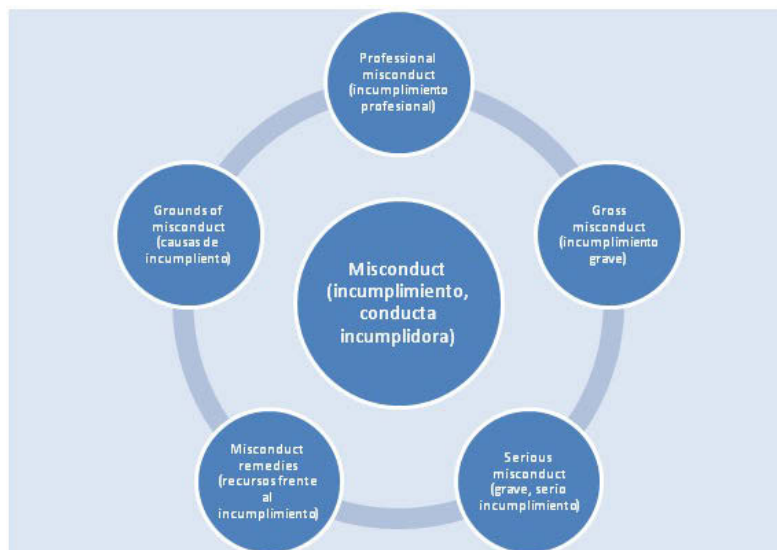 Professional
misconduct
(incumplimiento
profesional)
Grounds of
misconduct
(causas de
incumpliento)
Gross
misconduct
(incumplimiento
grave)
Misconduct
(incumplimiento,
conducta
incumplidora)
Misconduct
remedies
(recursos frente
al
incumplimiento)
Serious
misconduct
(grave, serio
incumplimiento)